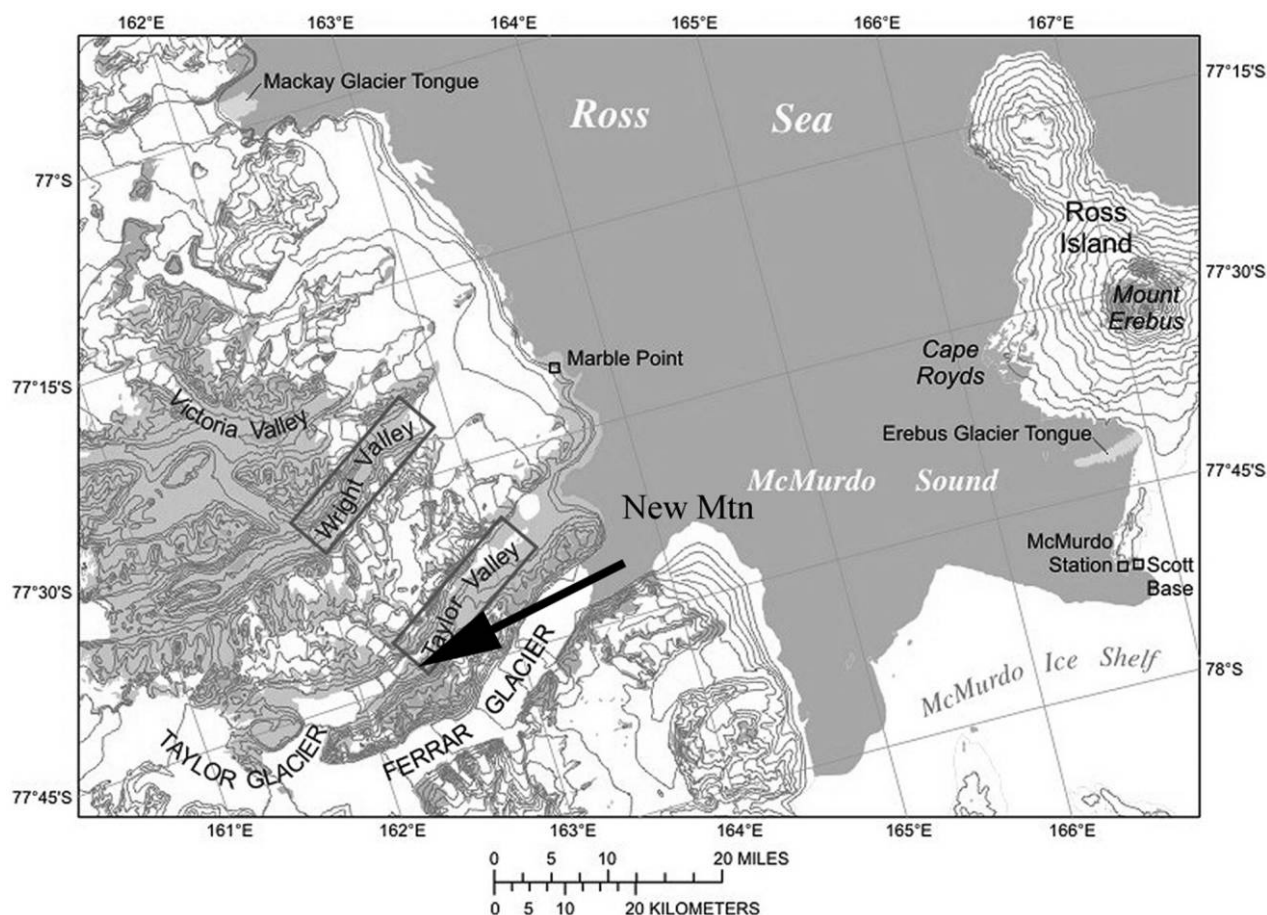 162°E 163°E 164°E 165°E 166°E 167°E
Mackay Glacier Tongue
77°15'S
Ross Sea
77°S
Ross
Island
77°30'S
Mount
Erebus
Marble Point
Cape
Royds
77°15'S
Victoria Valley
Erebus Glacier Tongue
Wright Valley
77°45'S
McMurdo Sound
New Mtn
McMurdo
Station
Scott
Base
Taylor Valley
77°30'S
McMurdo Ice Shelf
78°S
TAYLOR GLACIER
FERRAR GLACIER
77°45'S
161°E 162°E 163°E 164°E 165°E 166°E
0 5 10 20 MILES
0 5 10 20 KILOMETERS